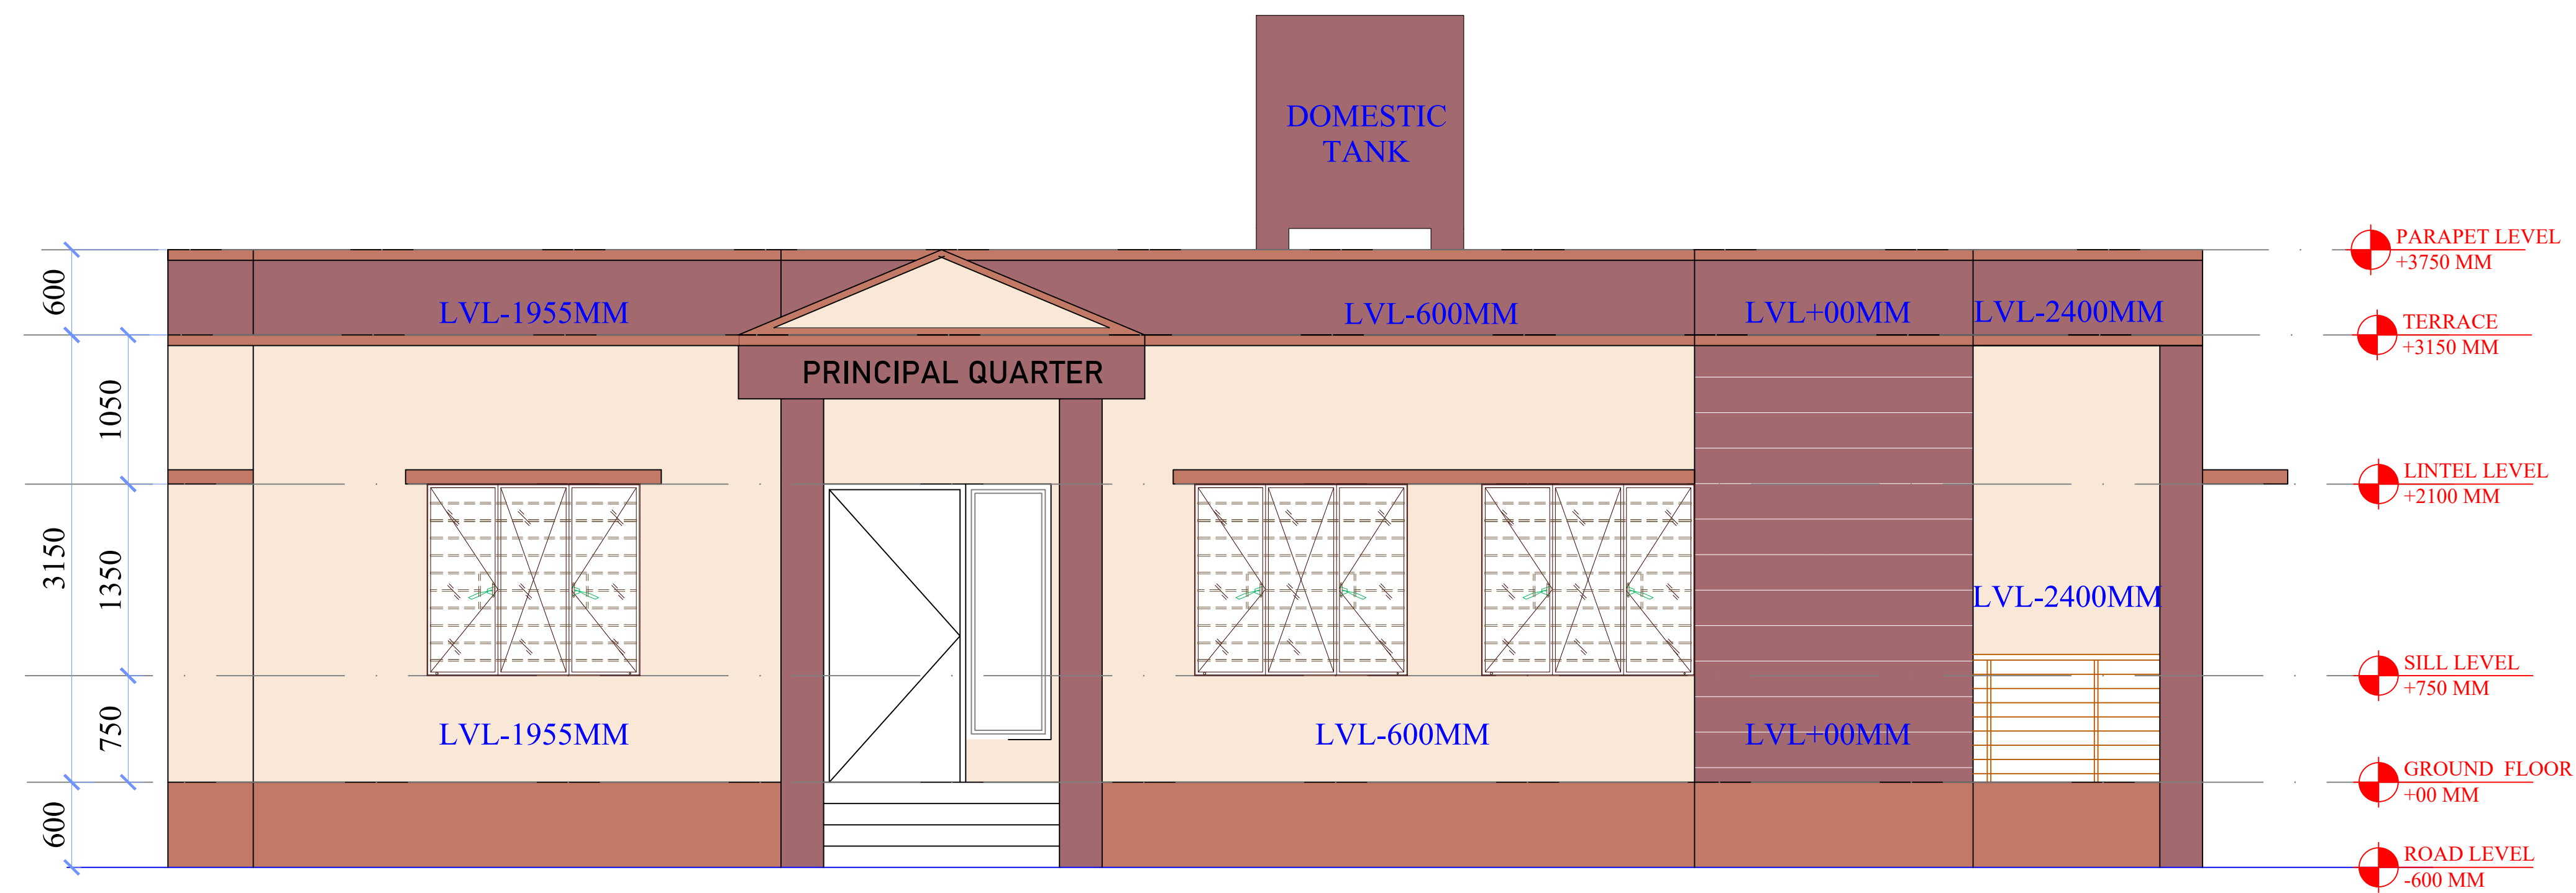 DOMESTIC
TANK
PARAPET LEVEL
+3750 MM
600
LVL-1955MM
LVL-600MM
LVL+00MM
LVL-2400MM
TERRACE
+3150 MM
PRINCIPAL QUARTER
1050
LINTEL LEVEL
+2100 MM
3150
1350
LVL-2400MM
SILL LEVEL
+750 MM
750
LVL-1955MM
LVL-600MM
LVL+00MM
GROUND FLOOR
+00 MM
600
ROAD LEVEL
-600 MM